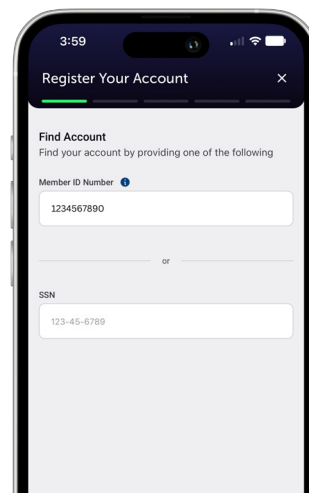 3:59
Register Your Account
Find Account
Find your account by providing one of the following
Member ID Number
1234567890
or
SSN
123-45-6789